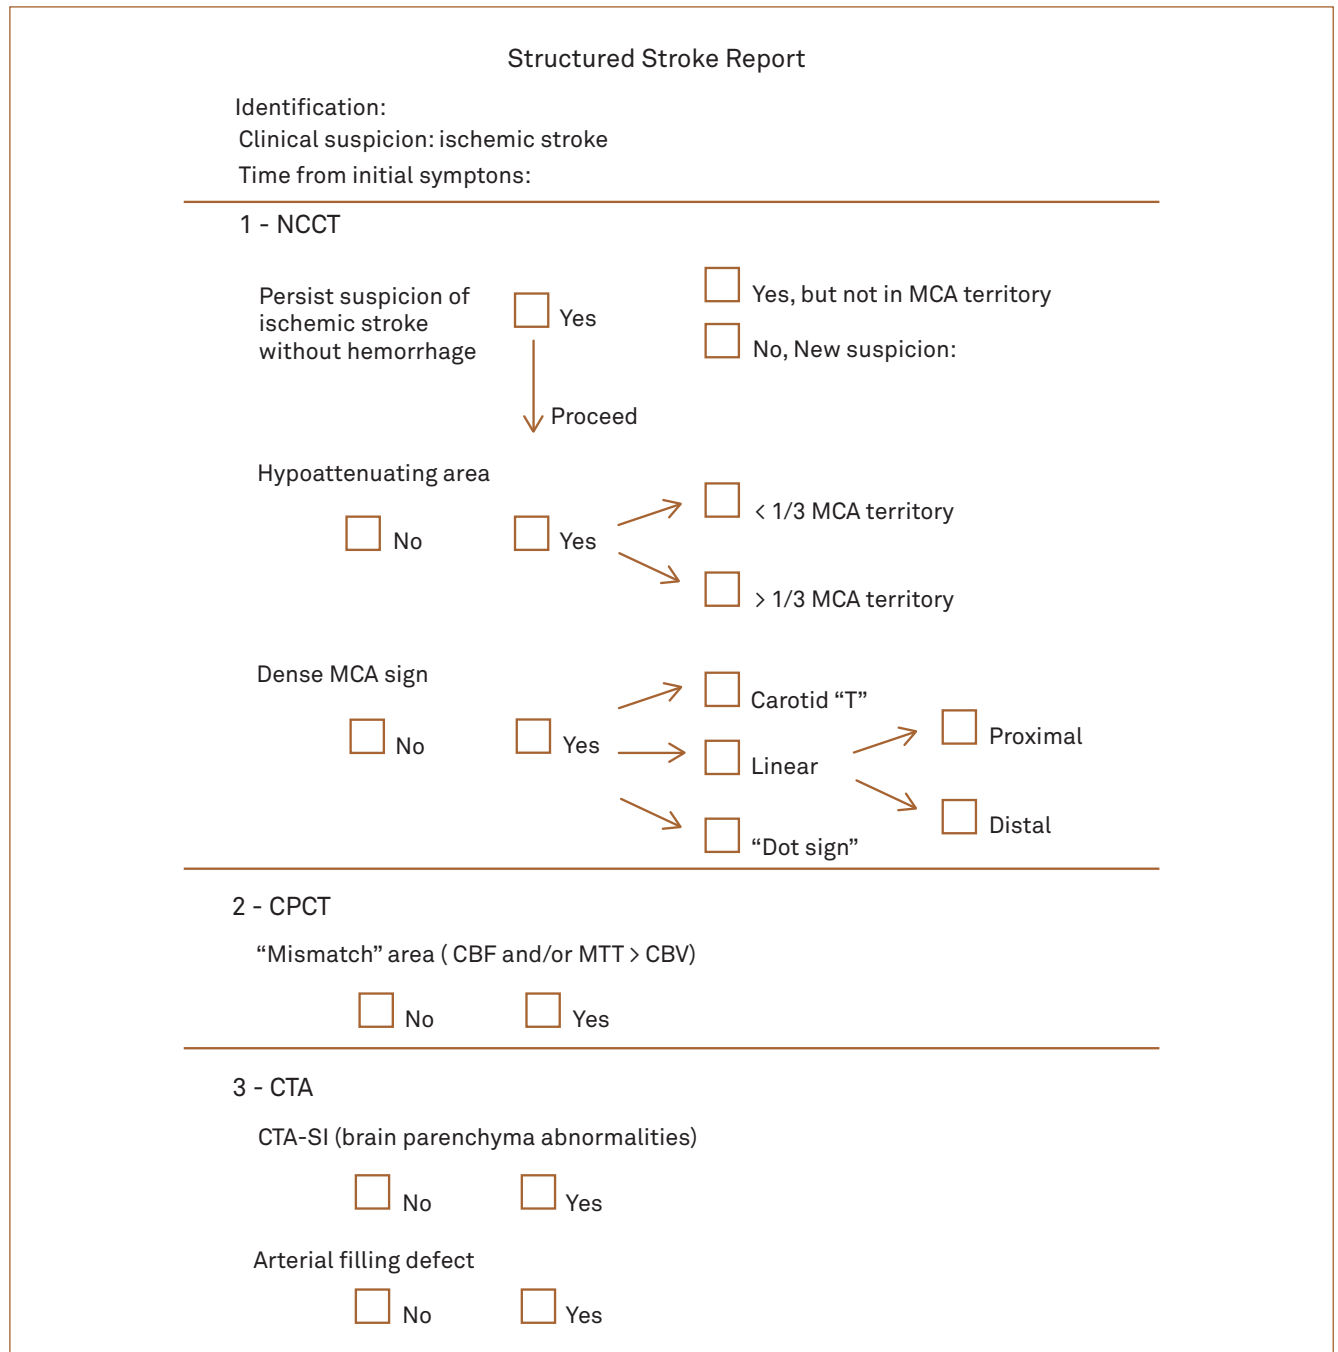 Structured Stroke Report
Identification:
Clinical suspicion: ischemic stroke
Time from initial symptons:
1 - NCCT
Persist suspicion of
ischemic stroke
without hemorrhage
Yes
Yes, but not in MCA territory
No, New suspicion:
Proceed
Hypoattenuating area
No
Yes
< 1/3 MCA territory
> 1/3 MCA territory
Dense MCA sign
No
Yes
Carotid “T”
Linear
“Dot sign”
Proximal
Distal
2 - CPCT
“Mismatch” area ( CBF and/or MTT > CBV)
No
Yes
3 - CTA
CTA-SI (brain parenchyma abnormalities)
No
Yes
Arterial filling defect
No
Yes